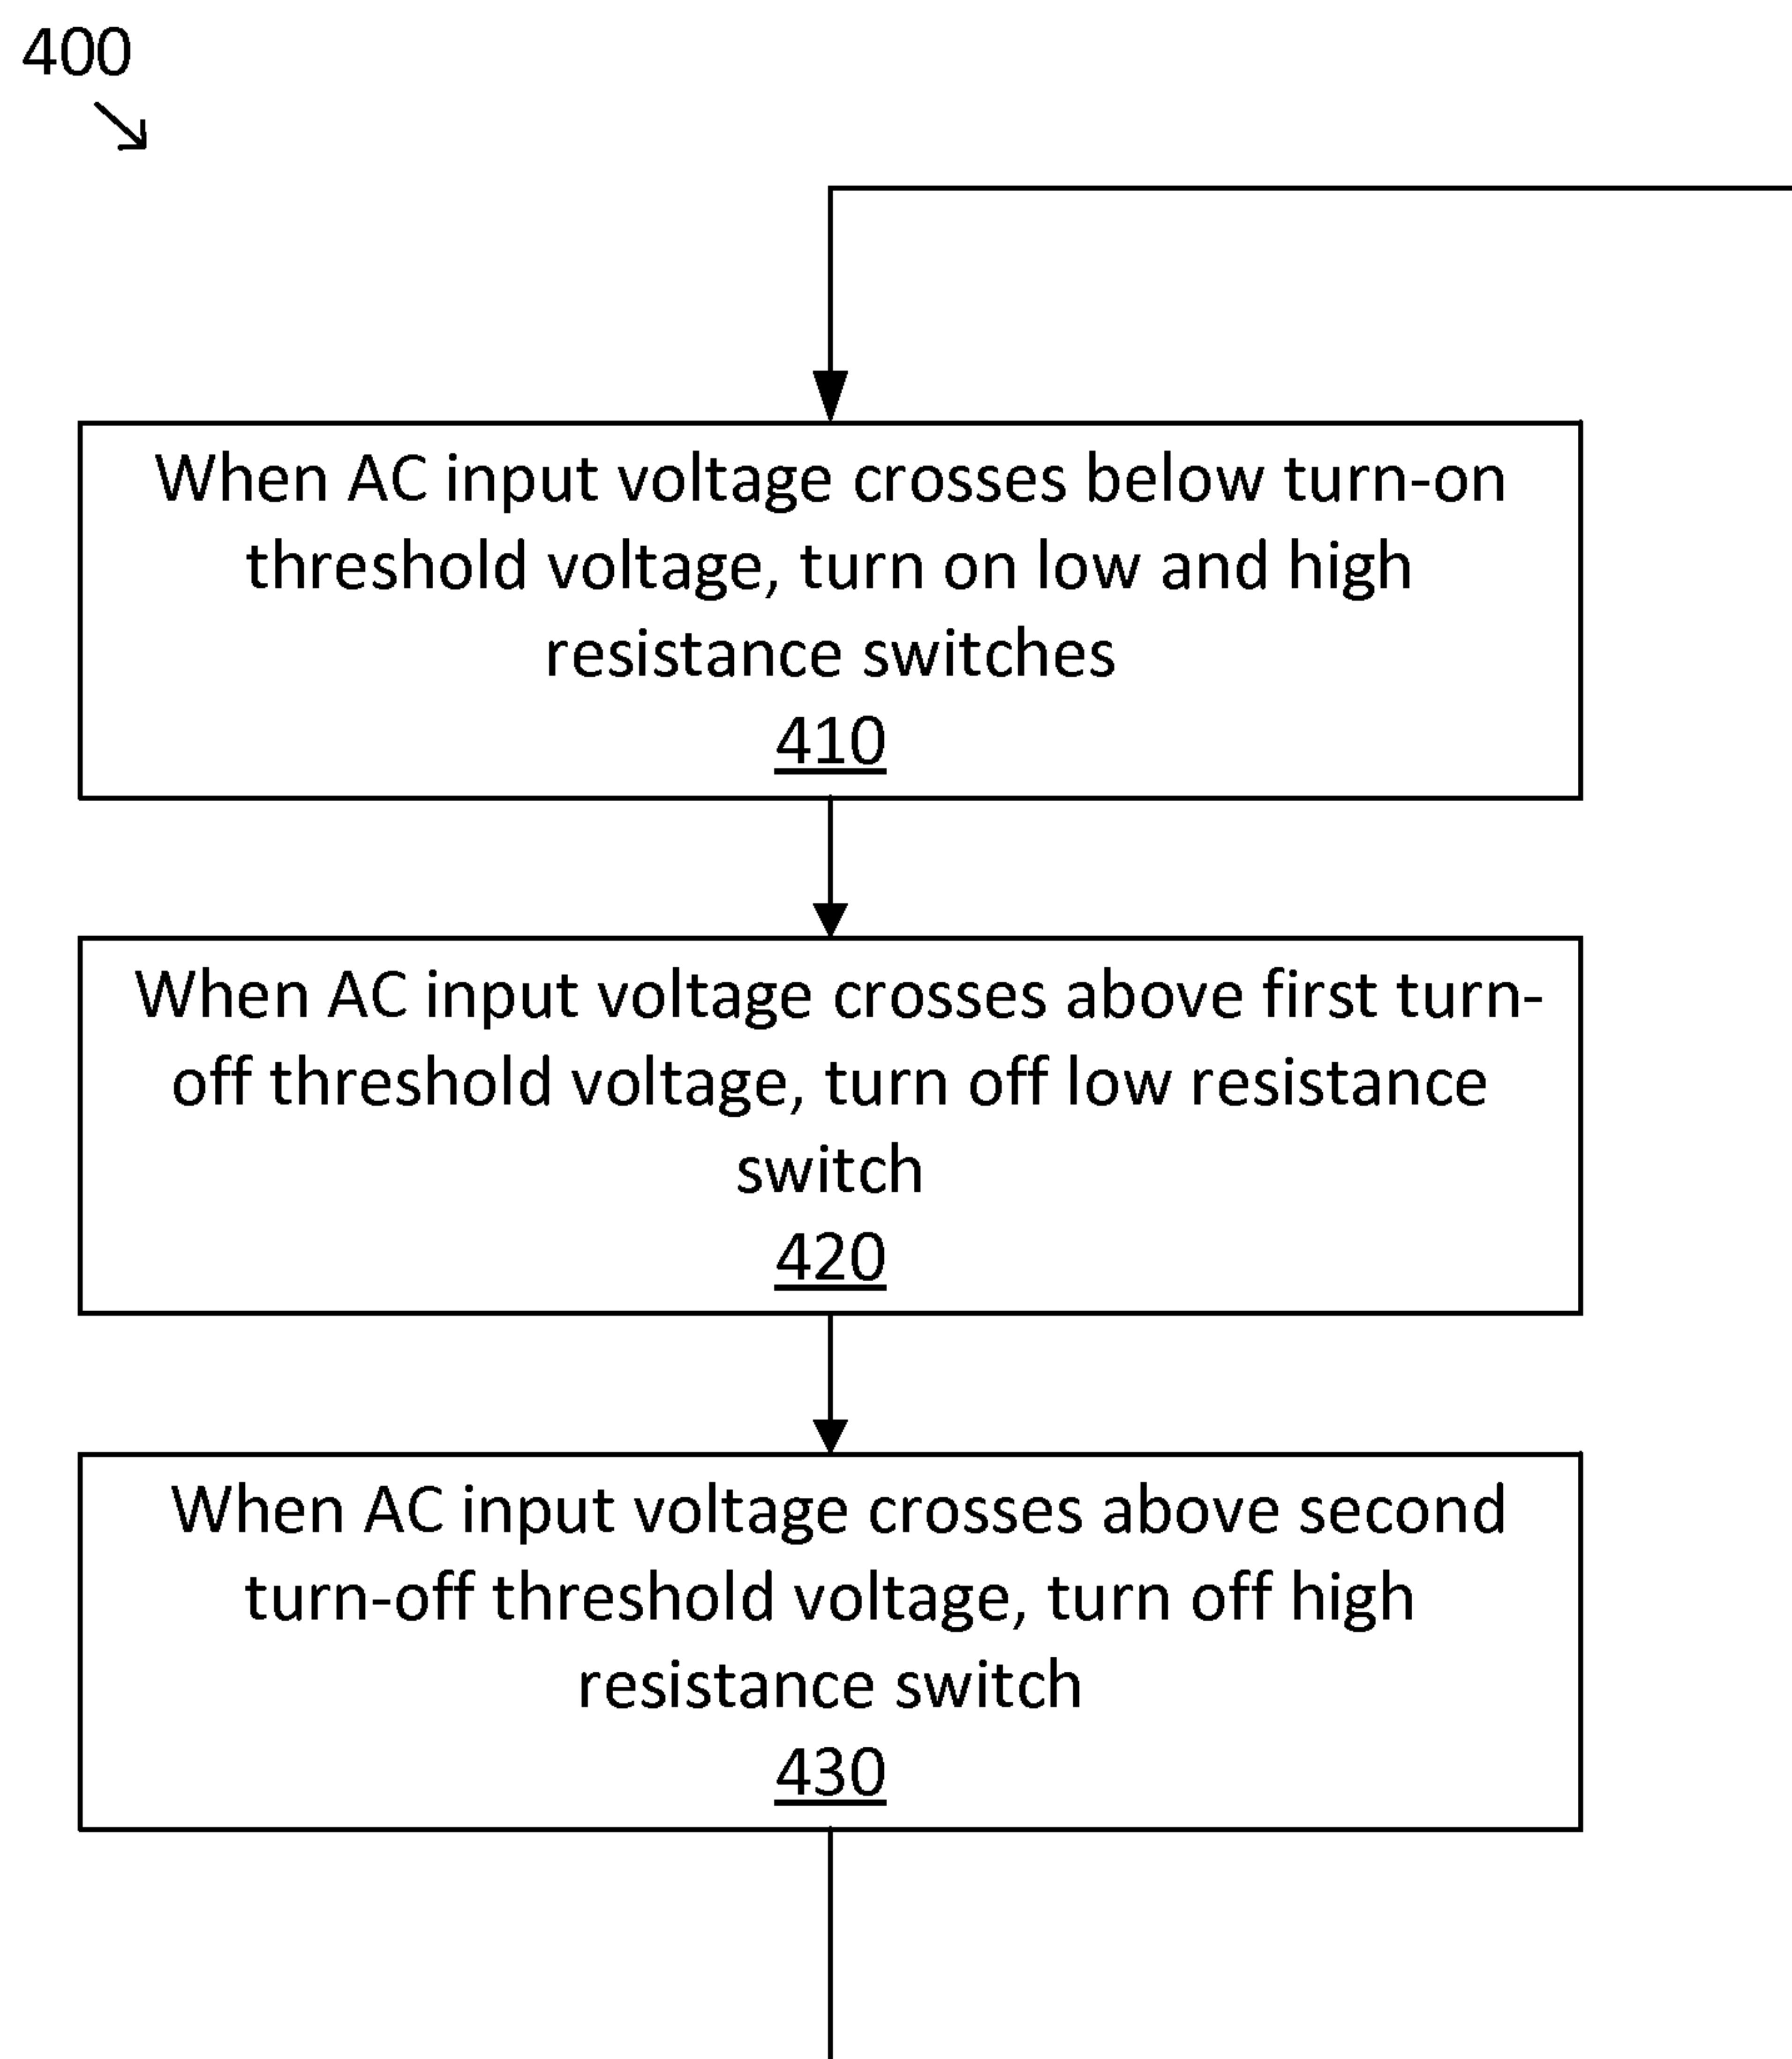 400
When AC input voltage crosses below turn-on
threshold voltage, turn on low and high
resistance switches
410
When AC input voltage crosses above first turn-
off threshold voltage, turn off low resistance
switch
420
When AC input voltage crosses above second
turn-off threshold voltage, turn off high
resistance switch
430